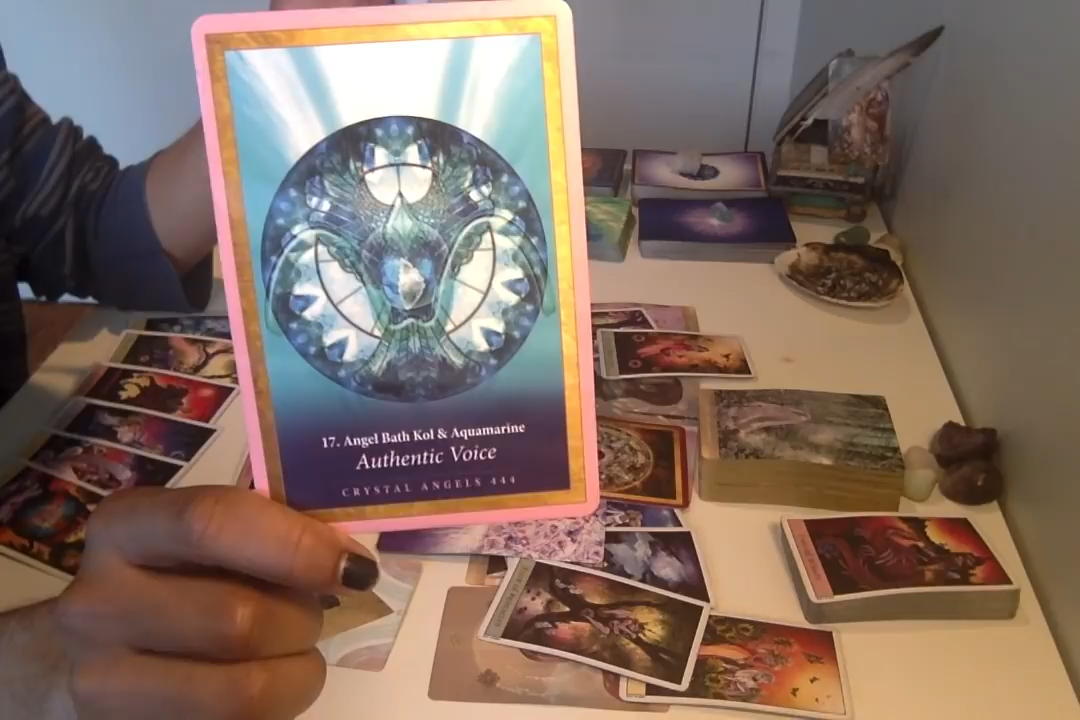 17. Angel Bath Kol & Aquamarine
Authentic Voice
CRYSTAL ANGELS 444